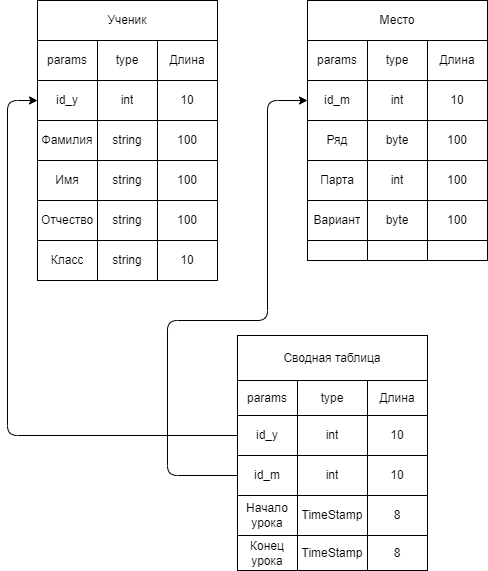 Ученик
params type Длина
id_y int 10
Фамилия string 100
Имя string 100
Отчество string 100
Класс string 10
Место
params type Длина
id_m int 10
Ряд byte 100
Парта int 100
Вариант byte 100
Сводная таблица
params type Длина
id_y int 10
id_m int 10
Начало
урока TimeStamp 8
Конец
урока TimeStamp 8